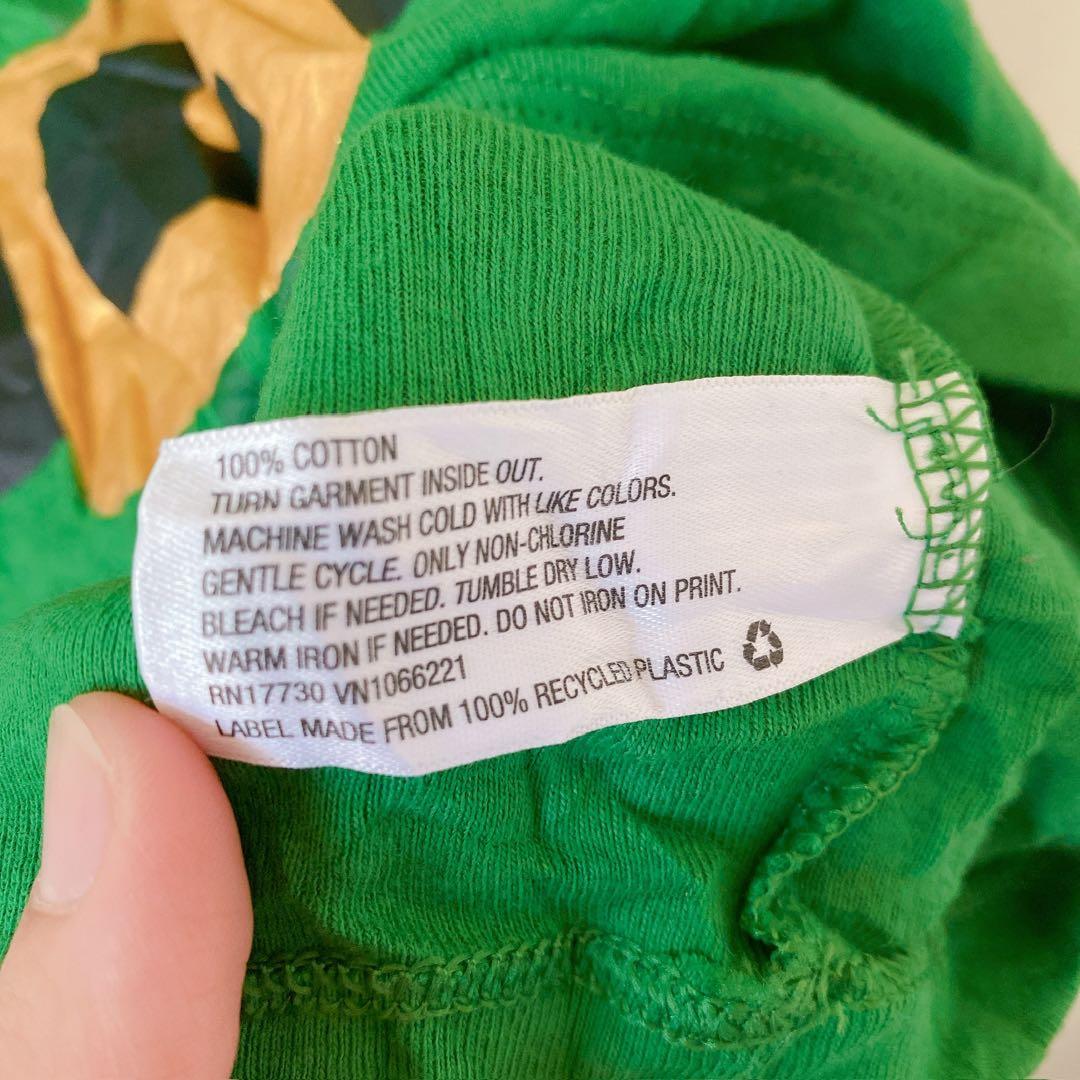 100% COTTON
TURN GARMENT INSIDE OUT.
MACHINE WASH COLD WITH LIKE COLORS.
GENTLE CYCLE. ONLY NON-CHLORINE
BLEACH IF NEEDED. TUMBLE DRY LOW.
WARM IRON IF NEEDED. DO NOT IRON ON PRINT.
RN17730 VN1066221
LABEL MADE FROM 100% RECYCLED PLASTIC